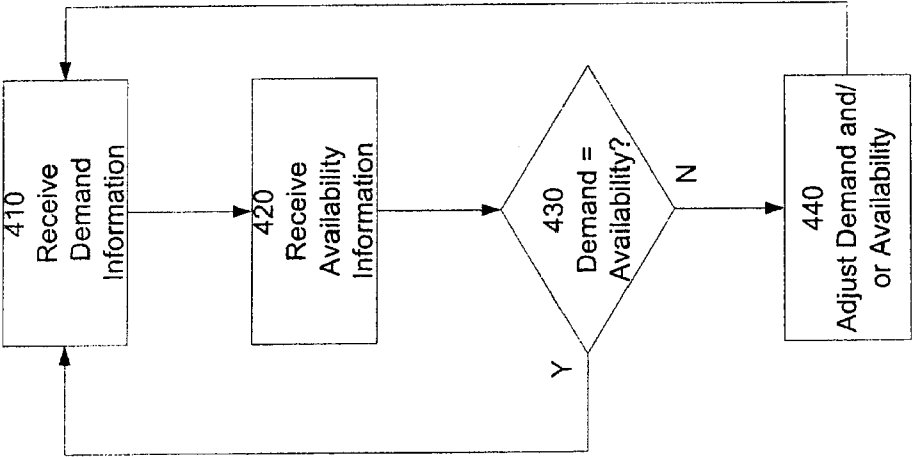 410
Receive
Demand
Information
420
Receive
Availability
Information
430
Demand =
Availability?
Y
N
440
Adjust Demand and/
or Availability